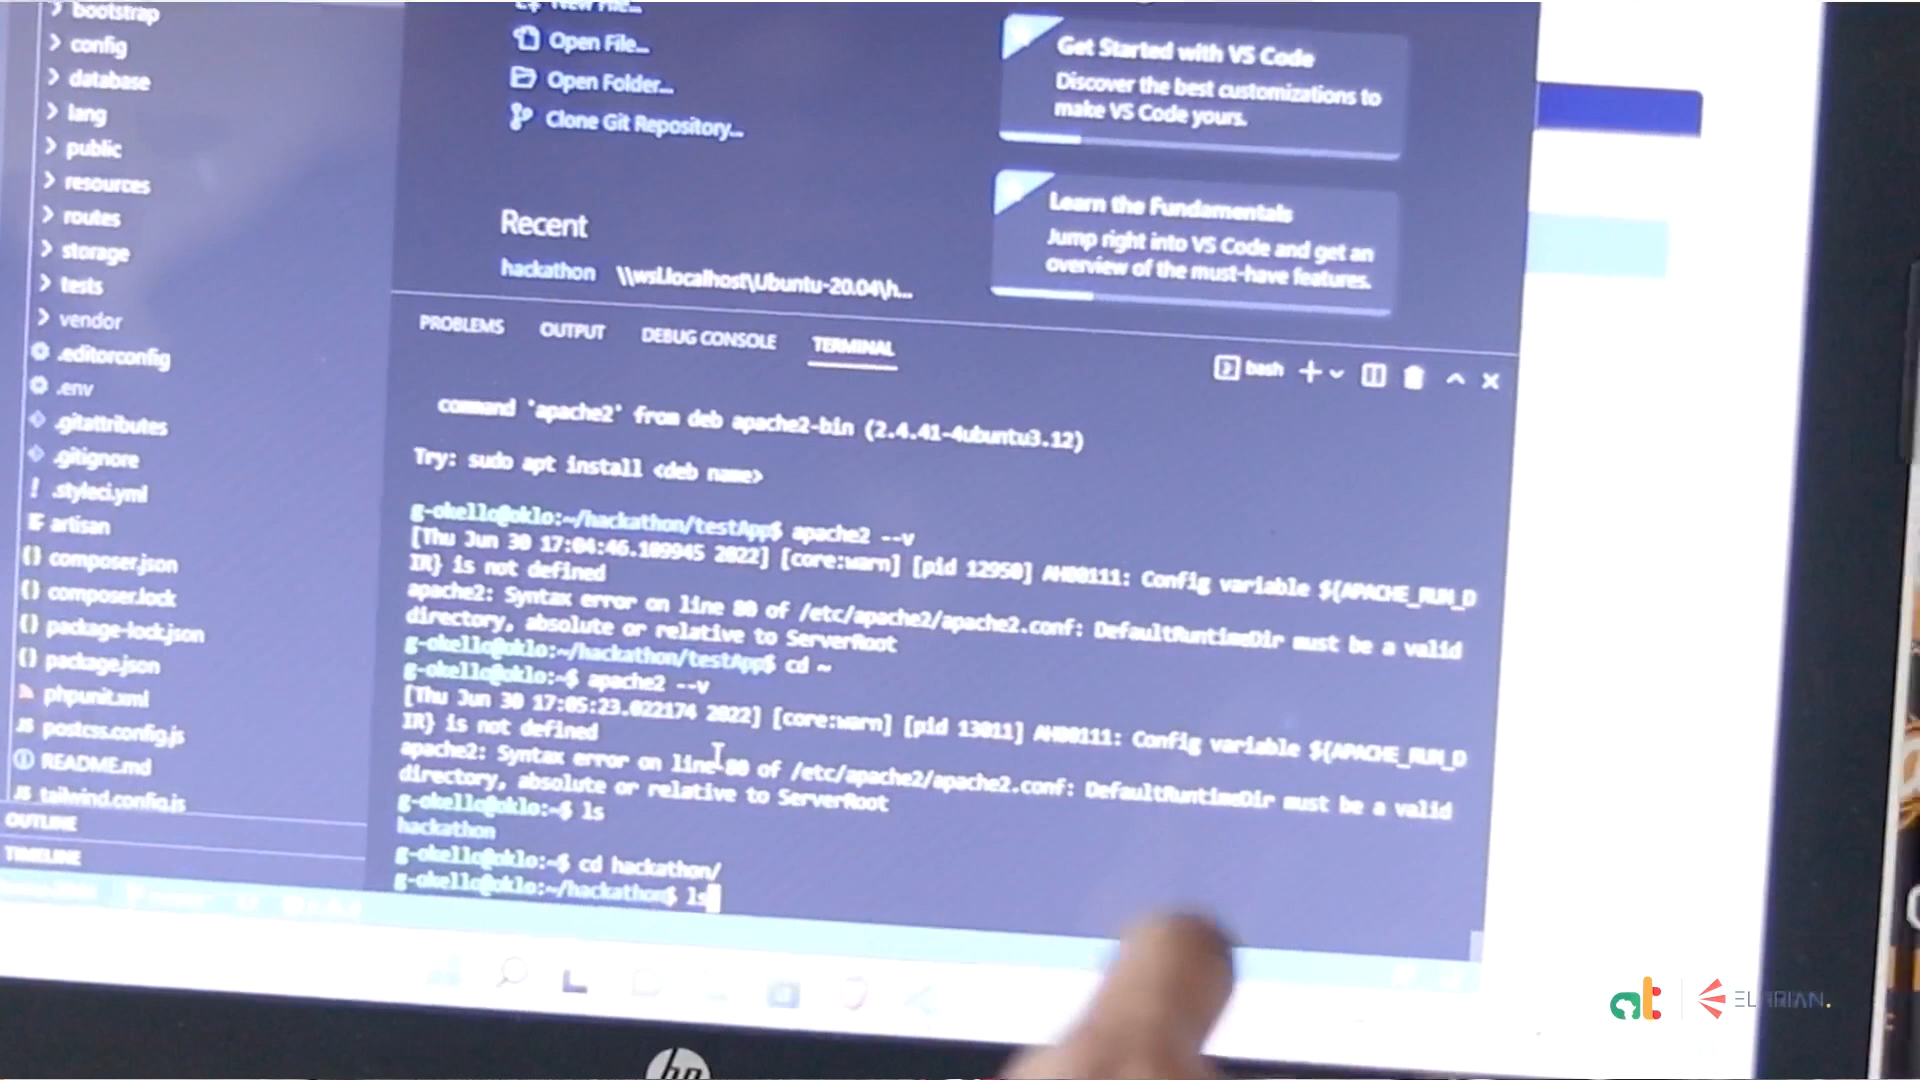 bootstrap
config
database
lang
public
resources
routes
storage
tests
vendor
.editorconfig
.env
.gitattributes
.gitignore
.styleci.yml
artisan
composer.json
composer.lock
package-lock.json
package.json
phpunit.xml
postcss.config.js
README.md
tailwind.config.js
OUTLINE
TIMELINE
New File...
Open File...
Open Folder...
Clone Git Repository...
Recent
hackathon \\wsl.localhost\Ubuntu-20.04\h...
Get Started with VS Code
Discover the best customizations to
make VS Code yours.
Learn the Fundamentals
Jump right into VS Code and get an
overview of the must-have features.
PROBLEMS OUTPUT DEBUG CONSOLE TERMINAL
bash
command 'apache2' from deb apache2-bin (2.4.41-4ubuntu3.12)
Try: sudo apt install <deb name>
g-okello@oklo:~/hackathon/testApp$ apache2 --v
[Thu Jun 30 17:04:46.109945 2022] [core:warn] [pid 12950] AH00111: Config variable ${APACHE_RUN_D
IR} is not defined
apache2: Syntax error on line 80 of /etc/apache2/apache2.conf: DefaultRuntimeDir must be a valid
directory, absolute or relative to ServerRoot
g-okello@oklo:~/hackathon/testApp$ cd ~
g-okello@oklo:~$ apache2 --v
[Thu Jun 30 17:05:23.022174 2022] [core:warn] [pid 13011] AH00111: Config variable ${APACHE_RUN_D
IR} is not defined
apache2: Syntax error on line 80 of /etc/apache2/apache2.conf: DefaultRuntimeDir must be a valid
directory, absolute or relative to ServerRoot
g-okello@oklo:~$ ls
hackathon
g-okello@oklo:~$ cd hackathon/
g-okello@oklo:~/hackathon$ ls
hp
at
ELARIAN.